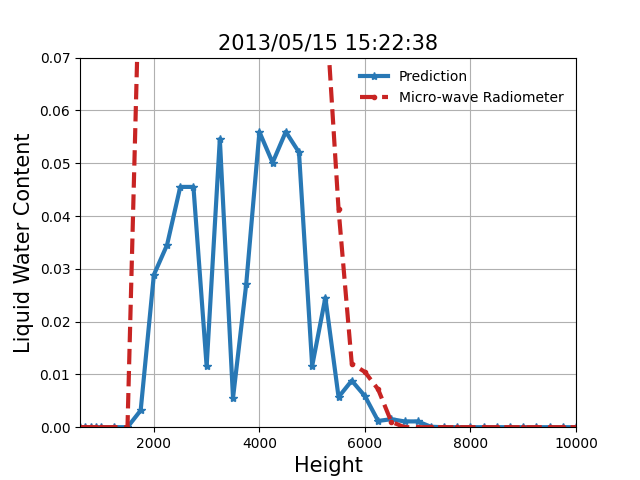 2013/05/15 15:22:38
Prediction
Micro-wave Radiometer
Liquid Water Content
0.07
0.06
0.05
0.04
0.03
0.02
0.01
0.00
2000 4000 6000 8000 10000
Height